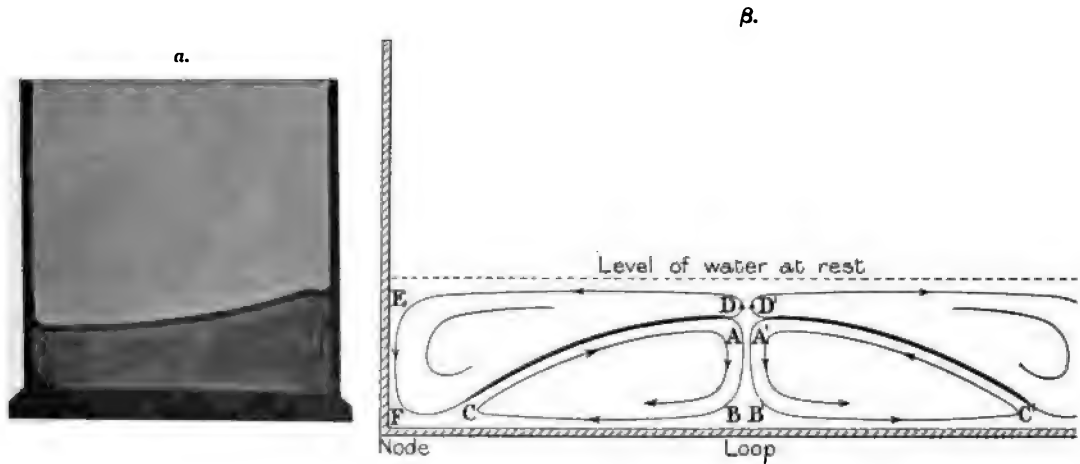 α.
β.
Level of water at rest
E
D D'
A A'
F C B B' C'
Node Loop